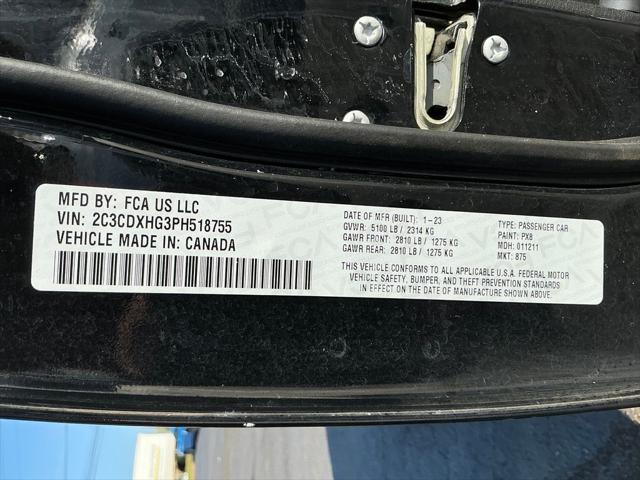 MFD BY: FCA US LLC
VIN: 2C3CDXHG3PH518755
VEHICLE MADE IN: CANADA
DATE OF MFR (BUILT): 1-23
GVWR: 5100 LB / 2314 KG
GAWR FRONT: 2810 LB / 1275 KG
GAWR REAR: 2810 LB / 1275 KG
TYPE: PASSENGER CAR
PAINT: PX8
MDH: 011211
MKT: 875
THIS VEHICLE CONFORMS TO ALL APPLICABLE U.S.A. FEDERAL MOTOR
VEHICLE SAFETY, BUMPER, AND THEFT PREVENTION STANDARDS
IN EFFECT ON THE DATE OF MANUFACTURE SHOWN ABOVE.